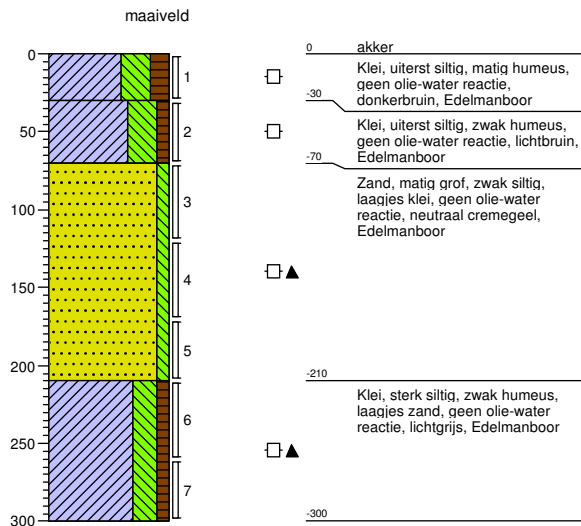 maaiveld
0
50
100
150
200
250
300
1
2
3
4
5
6
7
0 akker
Klei, uiterst siltig, matig humeus,
geen olie-water reactie,
donkerbruin, Edelmanboor
-30
Klei, uiterst siltig, zwak humeus,
geen olie-water reactie, lichtbruin,
Edelmanboor
-70
Zand, matig grof, zwak siltig,
laagjes klei, geen olie-water
reactie, neutraal cremegeel,
Edelmanboor
-210
Klei, sterk siltig, zwak humeus,
laagjes zand, geen olie-water
reactie, lichtgrijs, Edelmanboor
-300